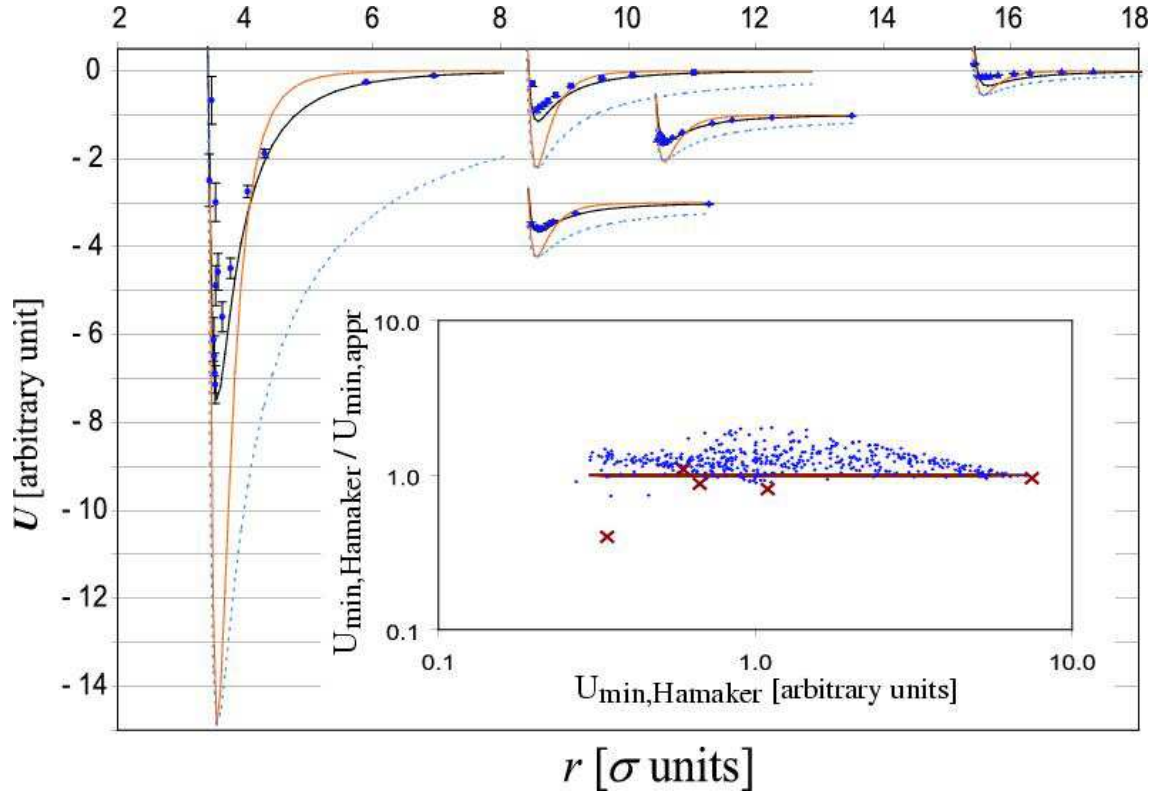 2 4 6 8 10 12 14 16 18
0
- 2
- 4
- 6
- 8
- 10
- 12
- 14
U [arbitrary unit]
r [σ units]
10.0
1.0
0.1
Umin,Hamaker / Umin,appr
0.1 1.0 10.0
Umin,Hamaker [arbitrary units]